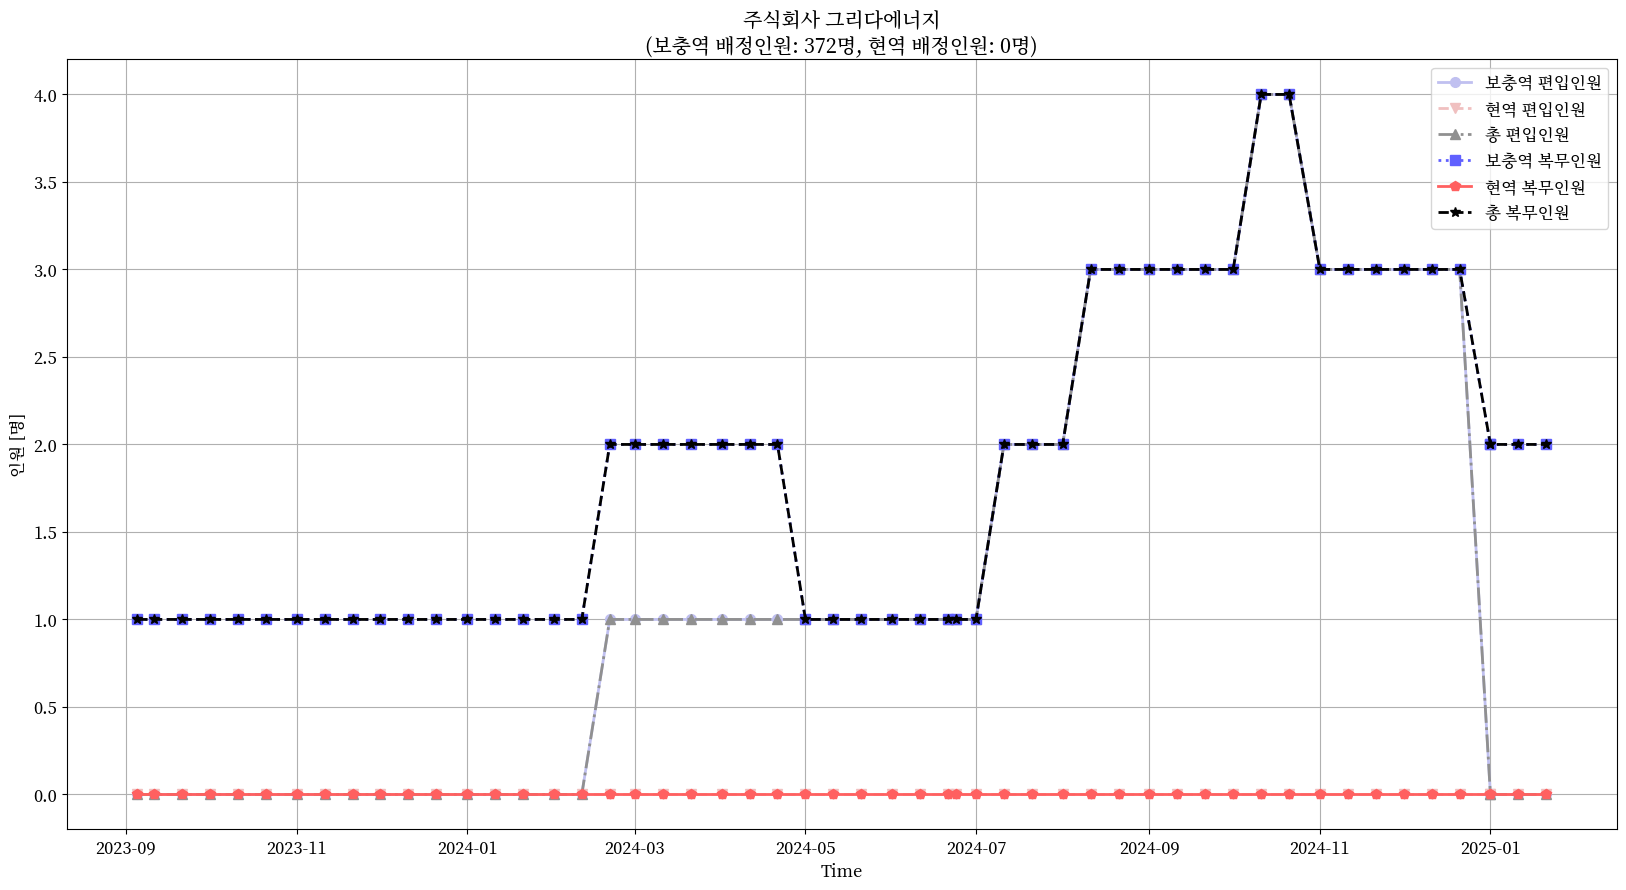 주식회사 그리다에너지
(보충역 배정인원: 372명, 현역 배정인원: 0명)
보충역 편입인원
현역 편입인원
총 편입인원
보충역 복무인원
현역 복무인원
총 복무인원
인원 [명]
4.0
3.5
3.0
2.5
2.0
1.5
1.0
0.5
0.0
2023-09
2023-11
2024-01
2024-03
2024-05
2024-07
2024-09
2024-11
2025-01
Time